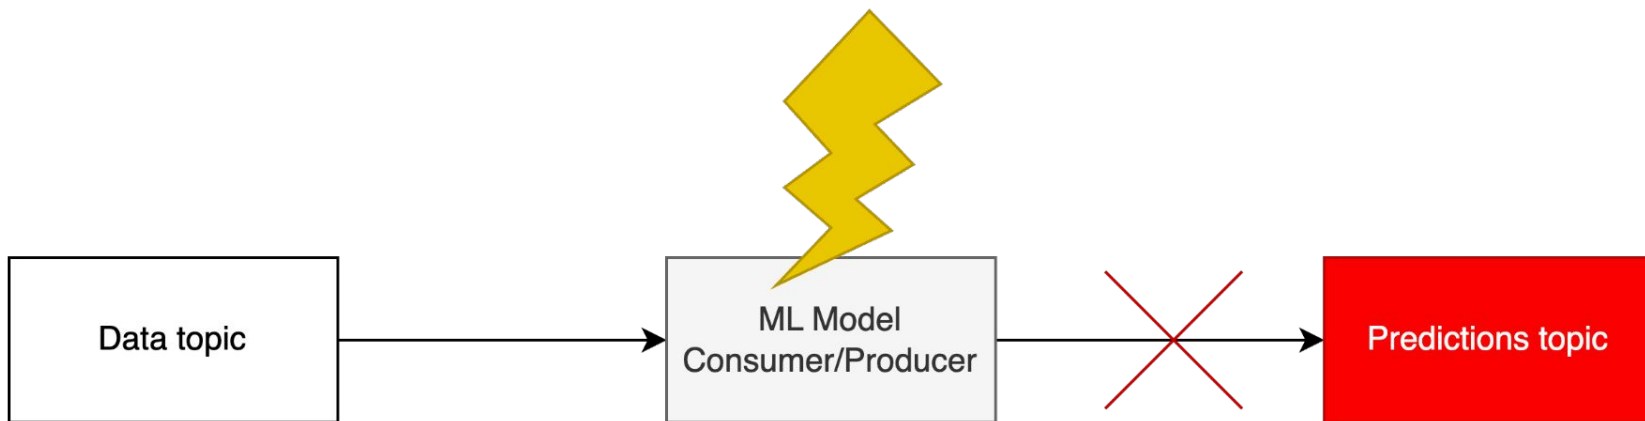 Data topic
ML Model
Consumer/Producer
Predictions topic